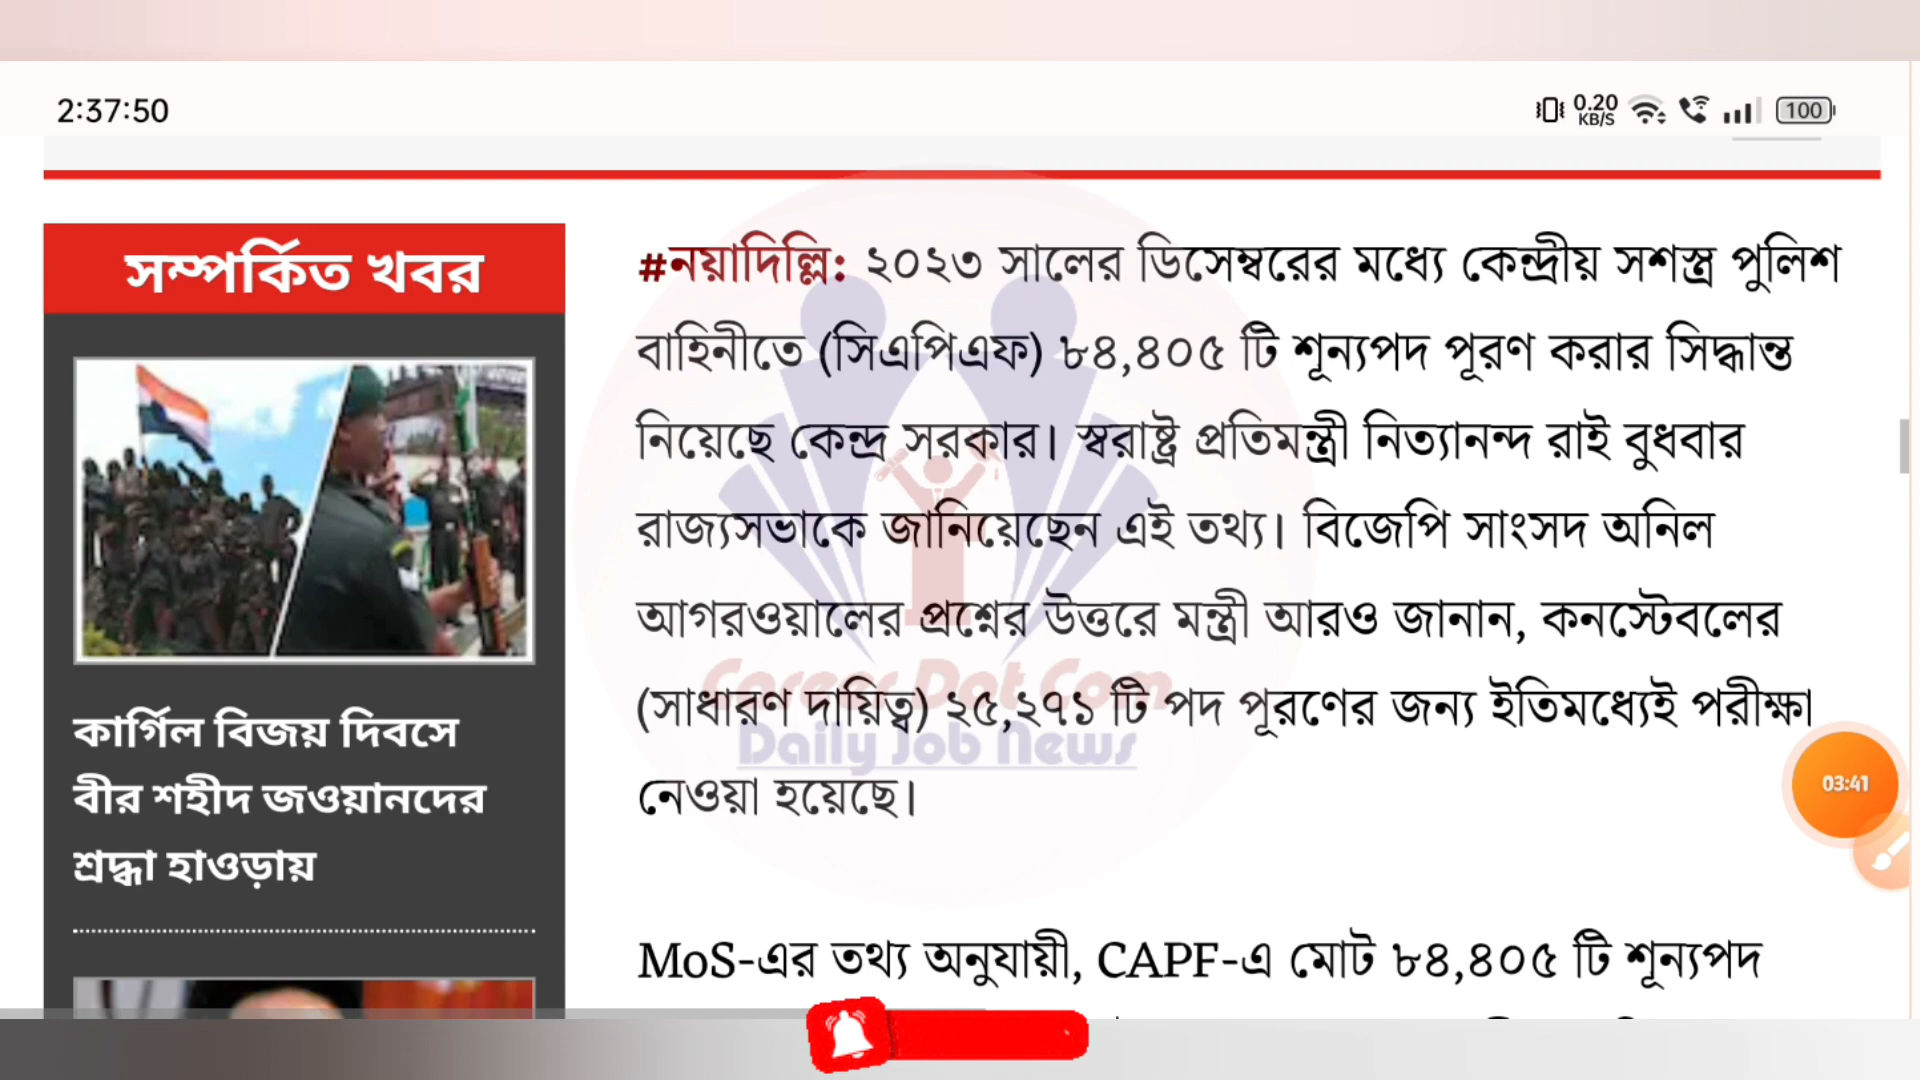 2:37:50
0.20
KB/S
100
সম্পর্কিত খবর
কার্গিল বিজয় দিবসে
বীর শহীদ জওয়ানদের
শ্রদ্ধা হাওড়ায়
#নয়াদিল্লি: ২০২৩ সালের ডিসেম্বরের মধ্যে কেন্দ্রীয় সশস্ত্র পুলিশ
বাহিনীতে (সিএপিএফ) ৮৪,৪০৫ টি শূন্যপদ পূরণ করার সিদ্ধান্ত
নিয়েছে কেন্দ্র সরকার। স্বরাষ্ট্র প্রতিমন্ত্রী নিত্যানন্দ রাই বুধবার
রাজ্যসভাকে জানিয়েছেন এই তথ্য। বিজেপি সাংসদ অনিল
আগরওয়ালের প্রশ্নের উত্তরে মন্ত্রী আরও জানান, কনস্টেবলের
(সাধারণ দায়িত্ব) ২৫,২৭১ টি পদ পূরণের জন্য ইতিমধ্যেই পরীক্ষা
নেওয়া হয়েছে।
Career Dot Com
Daily Job News
03:41
MoS-এর তথ্য অনুযায়ী, CAPF-এ মোট ৮৪,৪০৫ টি শূন্যপদ